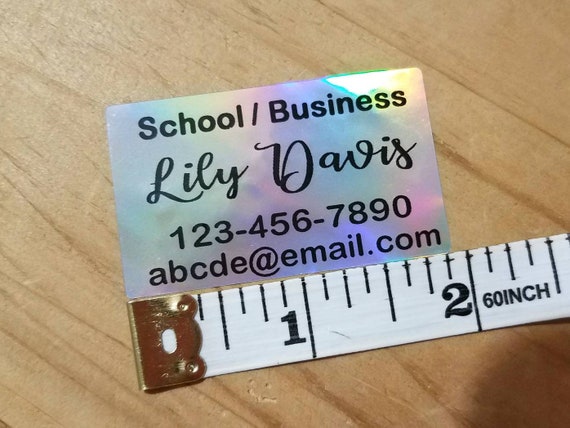 School / Business
Lily Davis
123-456-7890
abcde@email.com
1 2 60INCH